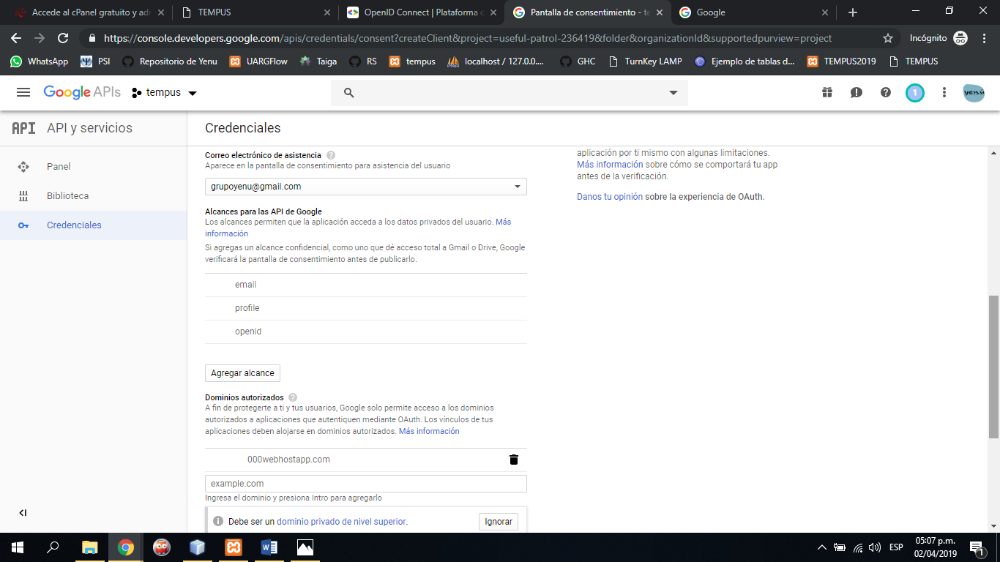 Accede al cPanel gratuito y adr
TEMPUS
OpenID Connect | Plataforma d
Pantalla de consentimiento - te
Google
https://console.developers.google.com/apis/credentials/consent?createClient&project=useful-patrol-236419&folder&organizationId&supportedpurview=project
Incógnito
WhatsApp
PSI
Repositorio de Yenu
UARGFlow
Taiga
RS
tempus
localhost / 127.0.0....
GHC
TurnKey LAMP
Ejemplo de tablas d...
TEMPUS2019
TEMPUS
Google APIs
tempus
1
yenú
API
API y servicios
Credenciales
Panel
Biblioteca
Credenciales
Correo electrónico de asistencia ?
Aparece en la pantalla de consentimiento para asistencia del usuario
grupoyenu@gmail.com
Alcances para las API de Google
Los alcances permiten que la aplicación acceda a los datos privados del usuario. Más
información
Si agregas un alcance confidencial, como uno que dé acceso total a Gmail o Drive, Google
verificará la pantalla de consentimiento antes de publicarlo.
email
profile
openid
Agregar alcance
Dominios autorizados ?
A fin de protegerte a ti y tus usuarios, Google solo permite acceso a los dominios
autorizados a aplicaciones que autentiquen mediante OAuth. Los vínculos de tus
aplicaciones deben alojarse en dominios autorizados. Más información
000webhostapp.com
example.com
Ingresa el dominio y presiona Intro para agregarlo
Debe ser un dominio privado de nivel superior.
Ignorar
aplicación por ti mismo con algunas limitaciones.
Más información sobre cómo se comportará tu app
antes de la verificación.
Danos tu opinión sobre la experiencia de OAuth.
ESP
05:07 p.m.
02/04/2019
1